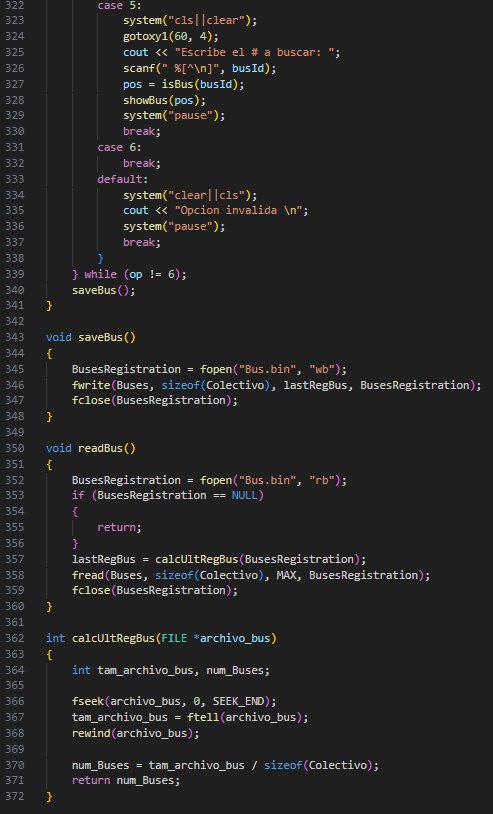 322 case 5:
323 system("cls||clear");
324 gotoxy1(60, 4);
325 cout << "Escribe el # a buscar: ";
326 scanf(" %[^\n]", busId);
327 pos = isBus(busId);
328 showBus(pos);
329 system("pause");
330 break;
331 case 6:
332 break;
333 default:
334 system("clear||cls");
335 cout << "Opcion invalida \n";
336 system("pause");
337 break;
338 }
339 } while (op != 6);
340 saveBus();
341 }
342
343 void saveBus()
344 {
345 BusesRegistration = fopen("Bus.bin", "wb");
346 fwrite(Buses, sizeof(Colectivo), lastRegBus, BusesRegistration);
347 fclose(BusesRegistration);
348 }
349
350 void readBus()
351 {
352 BusesRegistration = fopen("Bus.bin", "rb");
353 if (BusesRegistration == NULL)
354 {
355 return;
356 }
357 lastRegBus = calcUltRegBus(BusesRegistration);
358 fread(Buses, sizeof(Colectivo), MAX, BusesRegistration);
359 fclose(BusesRegistration);
360 }
361
362 int calcUltRegBus(FILE *archivo_bus)
363 {
364 int tam_archivo_bus, num_Buses;
365
366 fseek(archivo_bus, 0, SEEK_END);
367 tam_archivo_bus = ftell(archivo_bus);
368 rewind(archivo_bus);
369
370 num_Buses = tam_archivo_bus / sizeof(Colectivo);
371 return num_Buses;
372 }